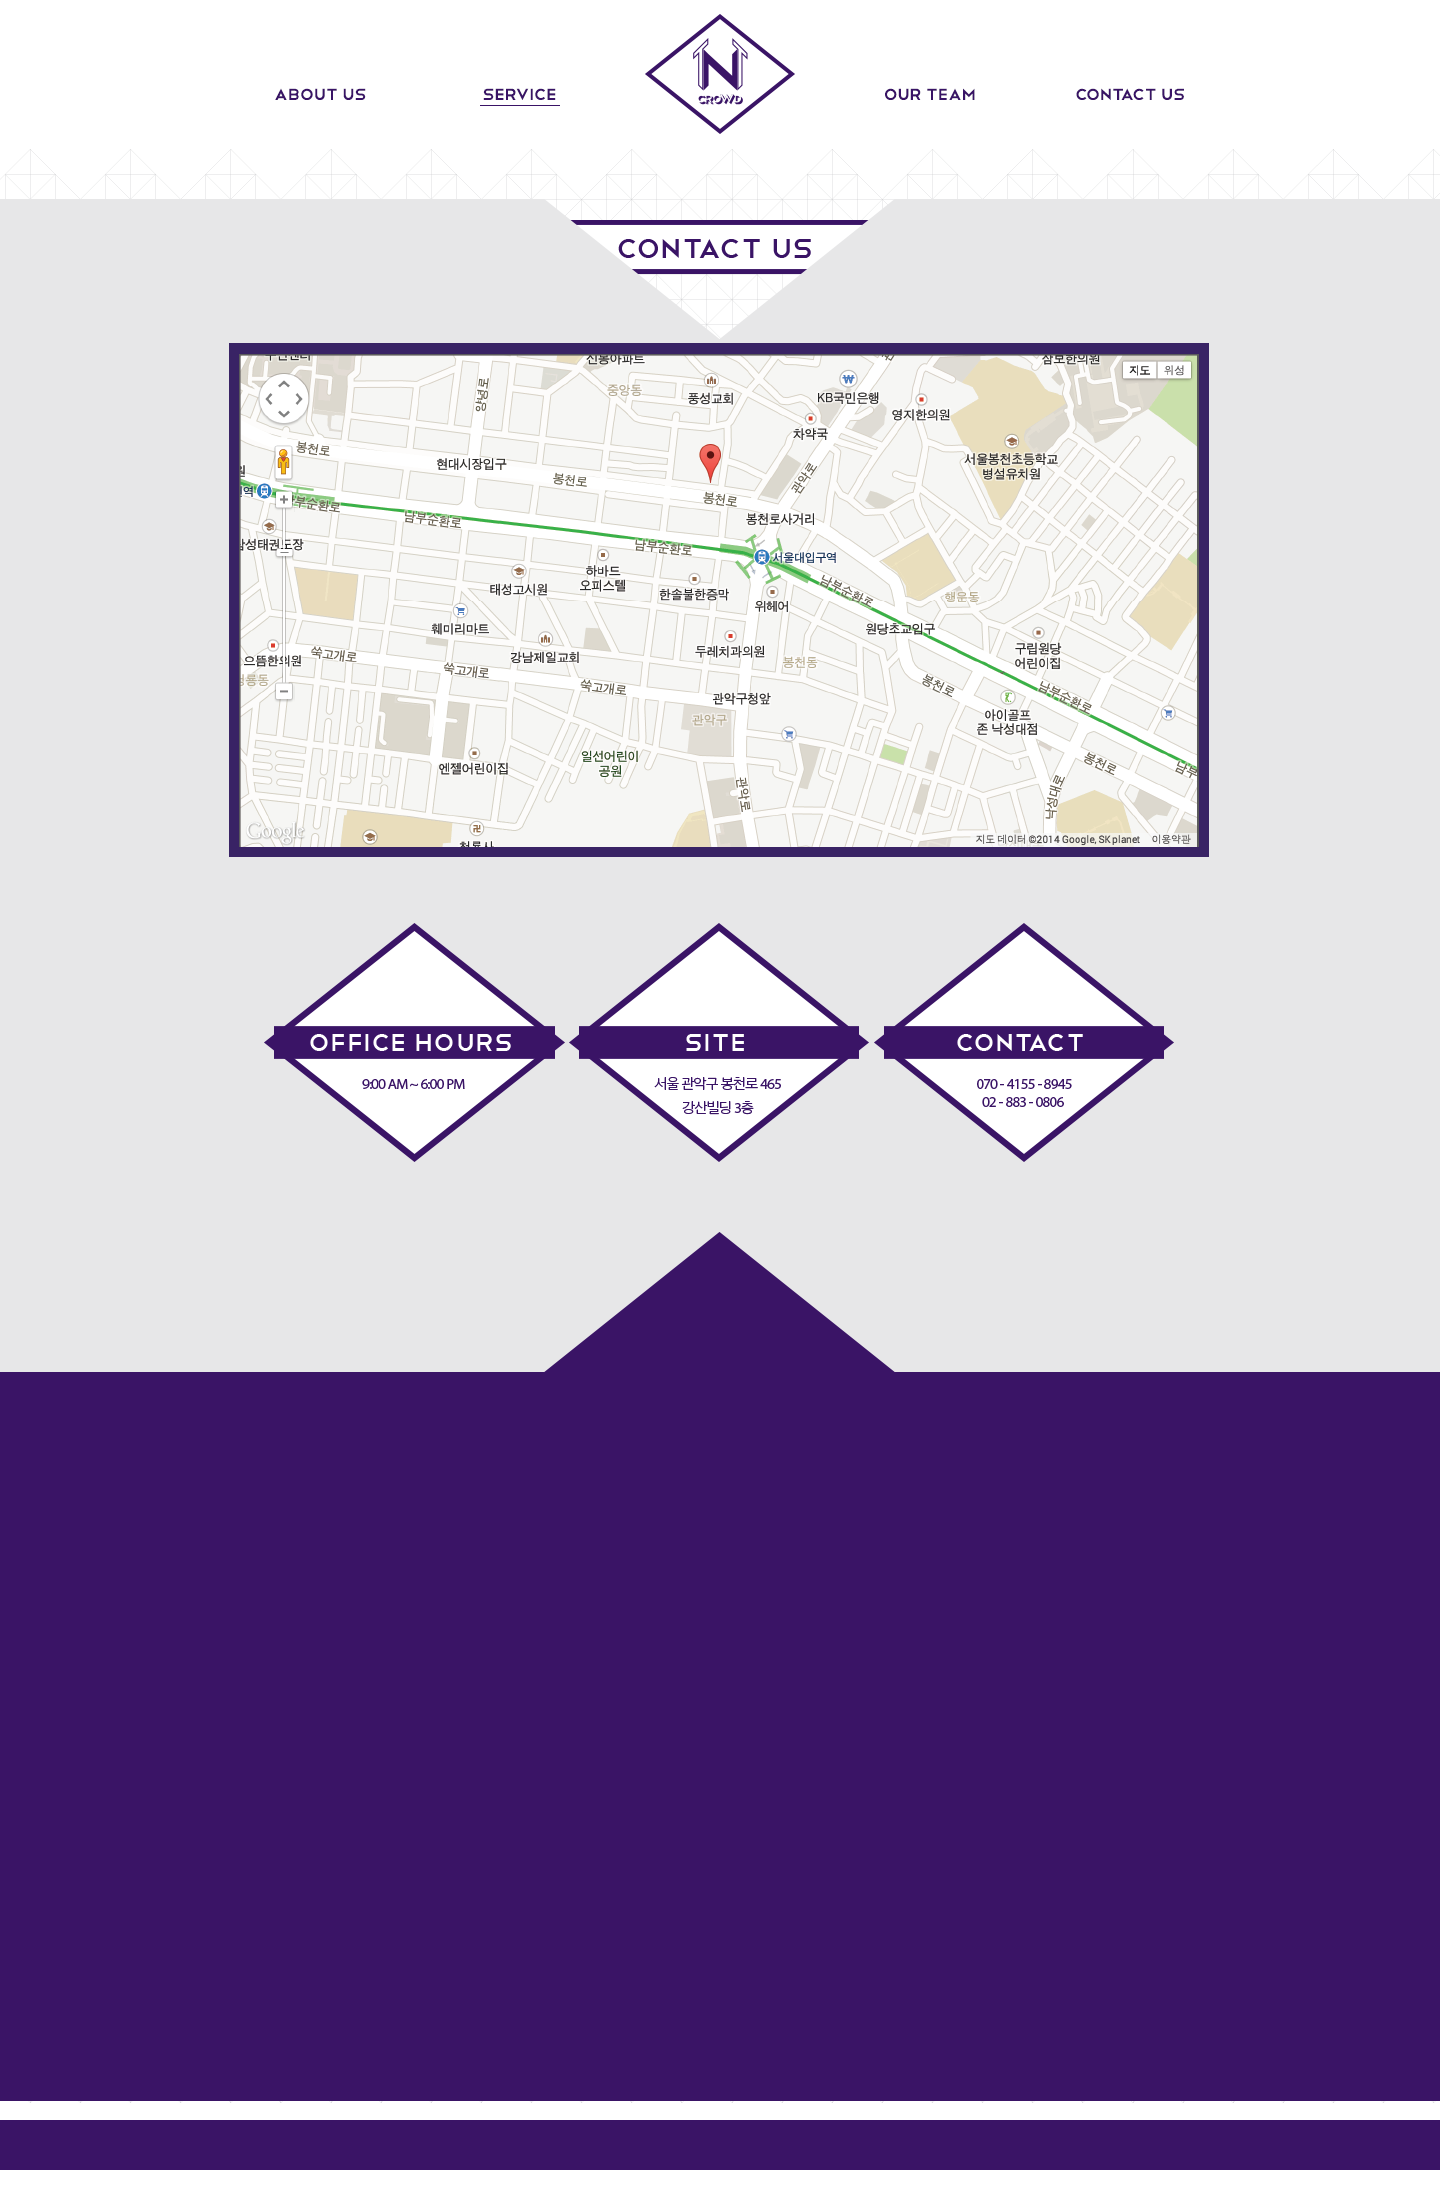 ABOUT US
SERVICE
N
CROWD
OUR TEAM
CONTACT US
CONTACT US
신봉아파트
삼모한의원
지도
위성
중앙동
풍성교회
KB국민은행
영지한의원
양녕로
차약국
봉천로
현대시장입구
봉천로
관악로
서울봉천초등학교
병설유치원
봉천로
남부순환로
남부순환로
봉천로사거리
남부순환로
서울대입구역
하바드
오피스텔
태성고시원
한솔불한증막
위헤어
남부순환로
행운동
훼미리마트
원당초교입구
으뜸한의원
쑥고개로
강남제일교회
두레치과의원
봉천동
구립원당
어린이집
쑥고개로
쑥고개로
관악구청앞
봉천로
남부순환로
관악구
아이골프
존 낙성대점
엔젤어린이집
일선어린이
공원
관악로
봉천로
낙성대로
Google
지도 데이터 ©2014 Google, SK planet
이용약관
OFFICE HOURS
9:00 AM ~ 6:00 PM
SITE
서울 관악구 봉천로 465
강산빌딩 3층
CONTACT
070 - 4155 - 8945
02 - 883 - 0806